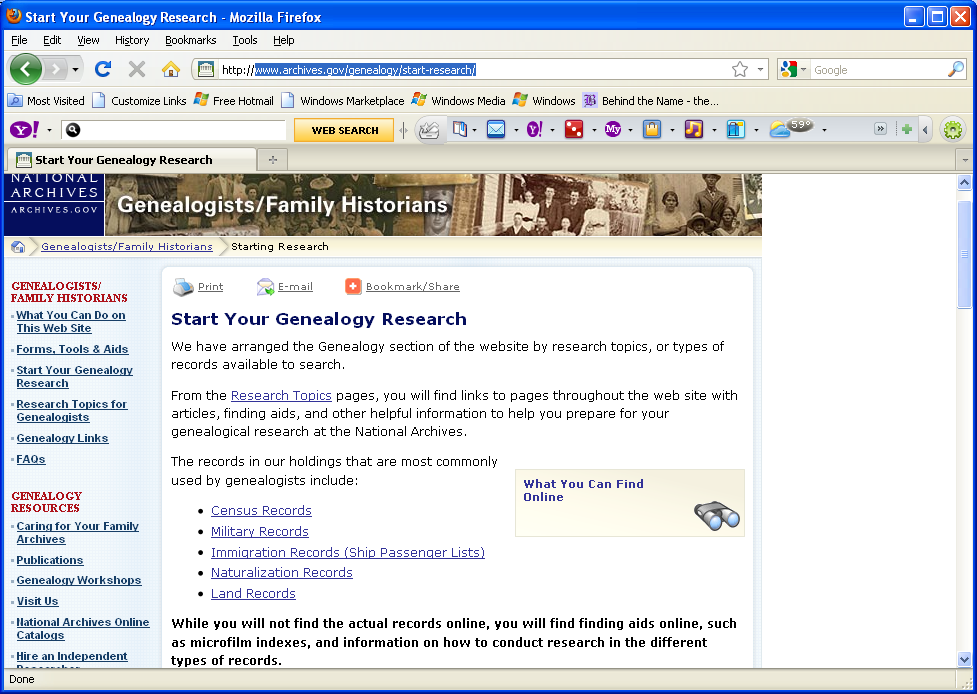 Start Your Genealogy Research - Mozilla Firefox
File Edit View History Bookmarks Tools Help
http://www.archives.gov/genealogy/start-research/ Google
Most Visited Customize Links Free Hotmail Windows Marketplace Windows Media Windows Behind the Name - the...
Y! WEB SEARCH Y! My 59°
Start Your Genealogy Research
NATIONAL
ARCHIVES
ARCHIVES.GOV
Genealogists/Family Historians
Genealogists/Family Historians Starting Research
GENEALOGISTS/
FAMILY HISTORIANS
What You Can Do on
This Web Site
Forms, Tools & Aids
Start Your Genealogy
Research
Research Topics for
Genealogists
Genealogy Links
FAQs
GENEALOGY
RESOURCES
Caring for Your Family
Archives
Publications
Genealogy Workshops
Visit Us
National Archives Online
Catalogs
Hire an Independent
Researcher
Print E-mail Bookmark/Share
Start Your Genealogy Research
We have arranged the Genealogy section of the website by research topics, or types of
records available to search.
From the Research Topics pages, you will find links to pages throughout the web site with
articles, finding aids, and other helpful information to help you prepare for your
genealogical research at the National Archives.
The records in our holdings that are most commonly
used by genealogists include:
Census Records
Military Records
Immigration Records (Ship Passenger Lists)
Naturalization Records
Land Records
What You Can Find
Online
While you will not find the actual records online, you will find finding aids online, such
as microfilm indexes, and information on how to conduct research in the different
types of records.
Done